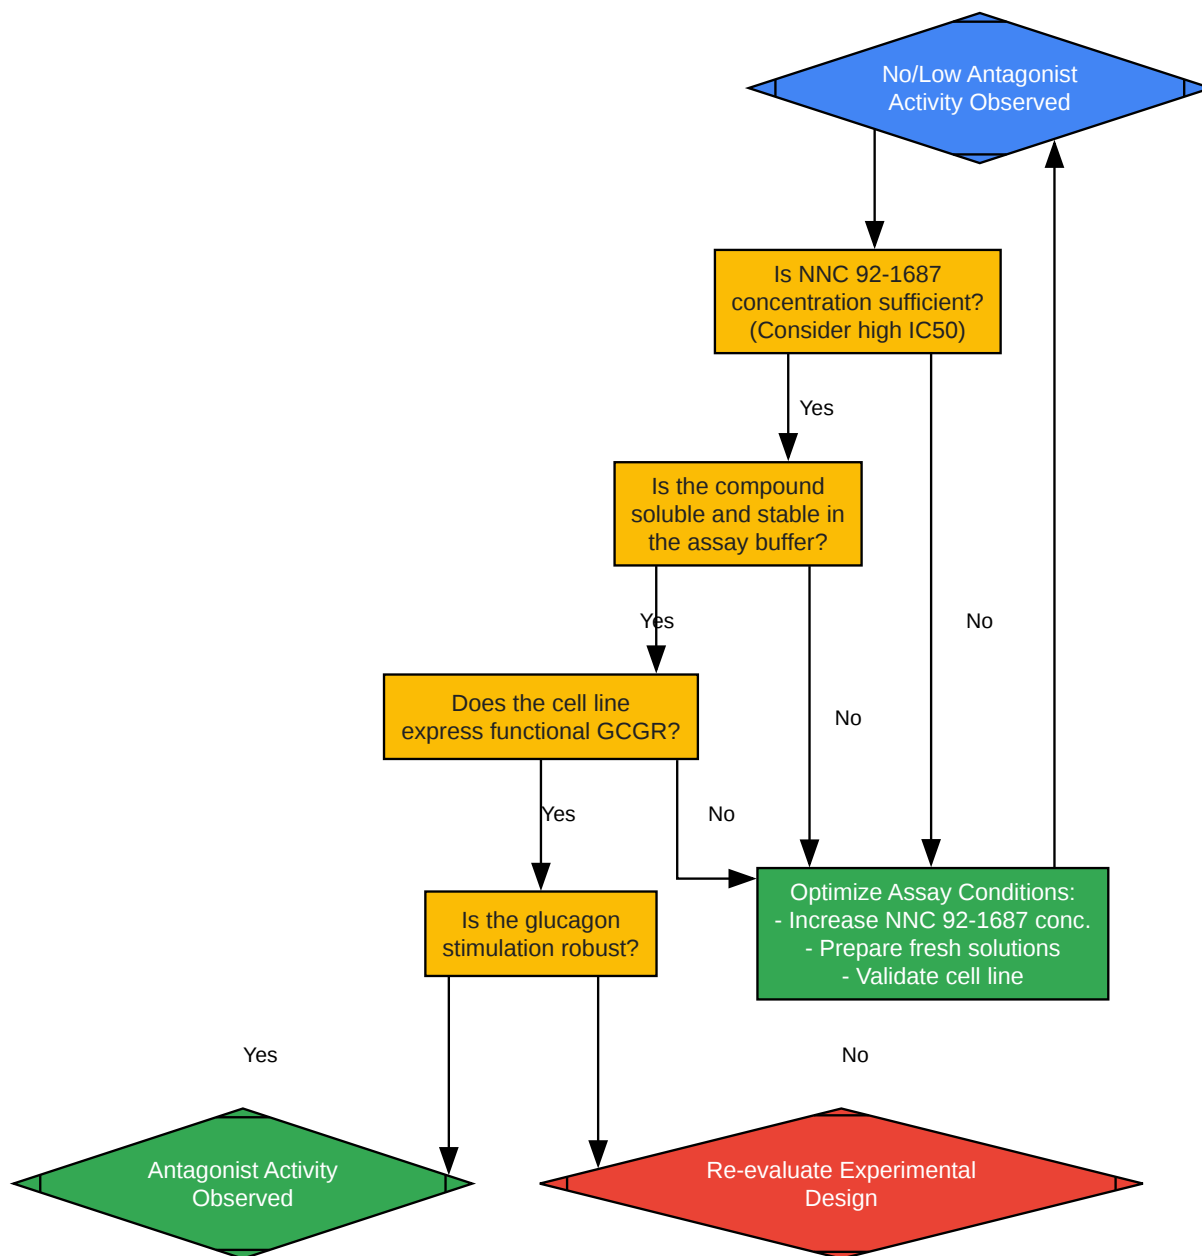 No/Low Antagonist
Activity Observed
Is NNC 92-1687
concentration sufficient?
(Consider high IC50)
Yes
Is the compound
soluble and stable in
the assay buffer?
Yes
No
Does the cell line
express functional GCGR?
No
Yes
No
Is the glucagon
stimulation robust?
Optimize Assay Conditions:
- Increase NNC 92-1687 conc.
- Prepare fresh solutions
- Validate cell line
Yes
No
Antagonist Activity
Observed
Re-evaluate Experimental
Design